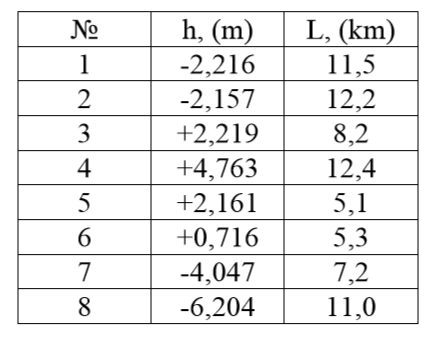 № h, (m) L, (km)
1 -2,216 11,5
2 -2,157 12,2
3 +2,219 8,2
4 +4,763 12,4
5 +2,161 5,1
6 +0,716 5,3
7 -4,047 7,2
8 -6,204 11,0